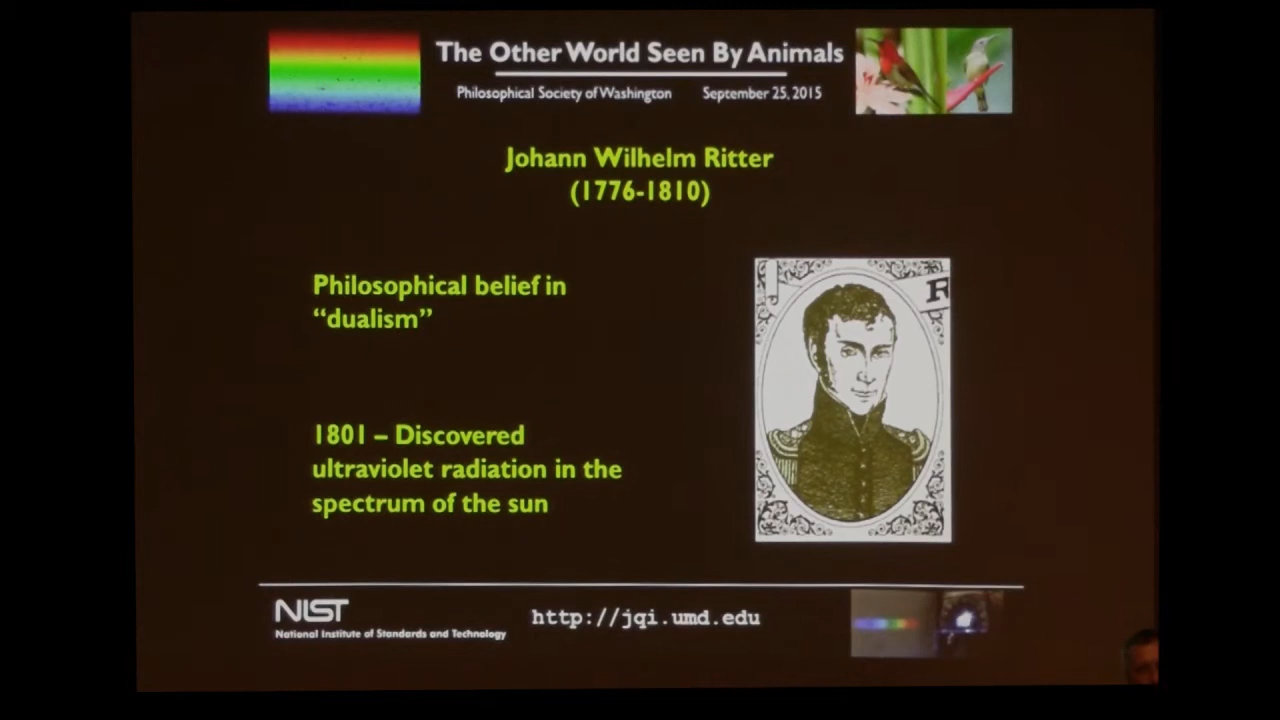 The Other World Seen By Animals
Philosophical Society of Washington September 25, 2015
Johann Wilhelm Ritter
(1776-1810)
Philosophical belief in
“dualism”
1801 – Discovered
ultraviolet radiation in the
spectrum of the sun
R
NIST
National Institute of Standards and Technology
http://jqi.umd.edu